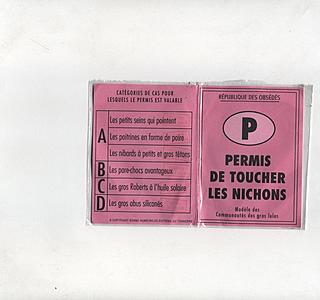 CATÉGORIES DE CAS POUR
LESQUELS LE PERMIS EST VALABLE
A
Les petits seins qui pointent
Les poitrines en forme de poire
Les nibards à petits et gros tétons
B
Les pare-chocs avantageux
C
Les gros Roberts à l'huile solaire
D
Les gros obus siliconés
RÉPUBLIQUE DES OBSÉDÉS
P
PERMIS
DE TOUCHER
LES NICHONS
Modèle des
Communautés des gros lolos